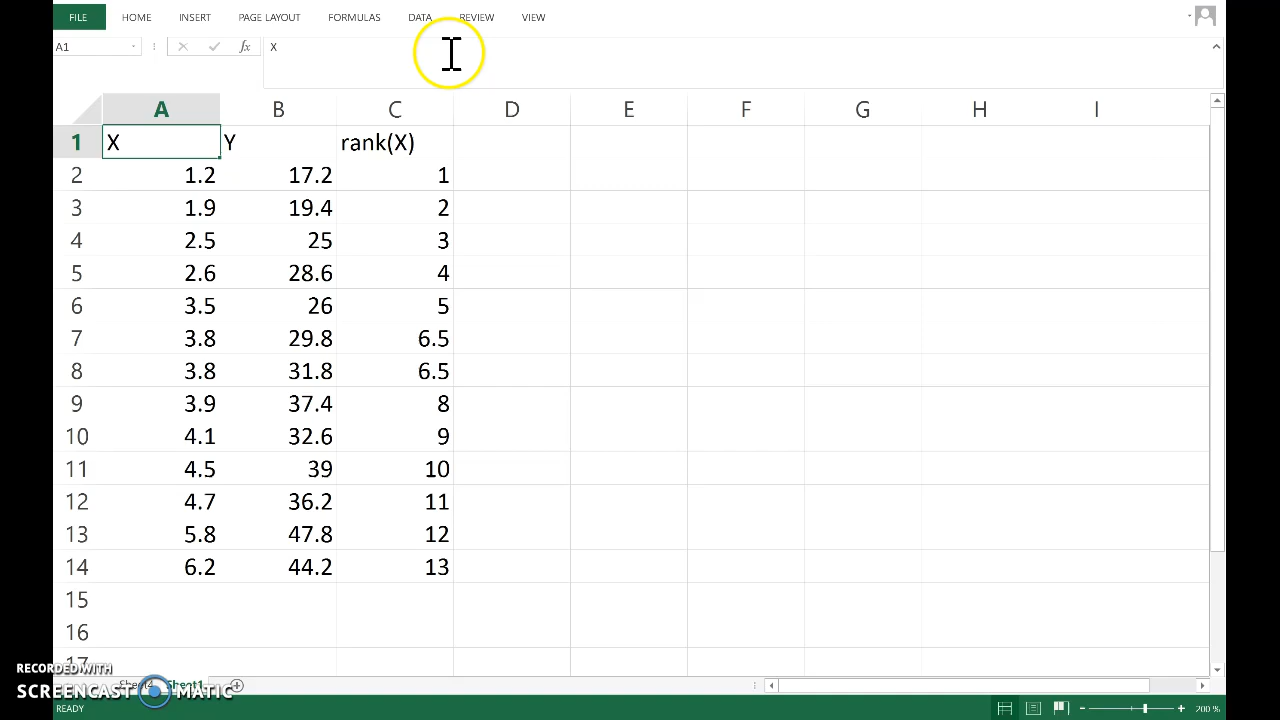 FILE HOME INSERT PAGE LAYOUT FORMULAS DATA REVIEW VIEW
A1 fx X
A B C D E F G H I
1 X Y rank(X)
2 1.2 17.2 1
3 1.9 19.4 2
4 2.5 25 3
5 2.6 28.6 4
6 3.5 26 5
7 3.8 29.8 6.5
8 3.8 31.8 6.5
9 3.9 37.4 8
10 4.1 32.6 9
11 4.5 39 10
12 4.7 36.2 11
13 5.8 47.8 12
14 6.2 44.2 13
15
16
17
RECORDED WITH
SCREENCAST MATIC
Sheet4 Sheet1
READY 200 %